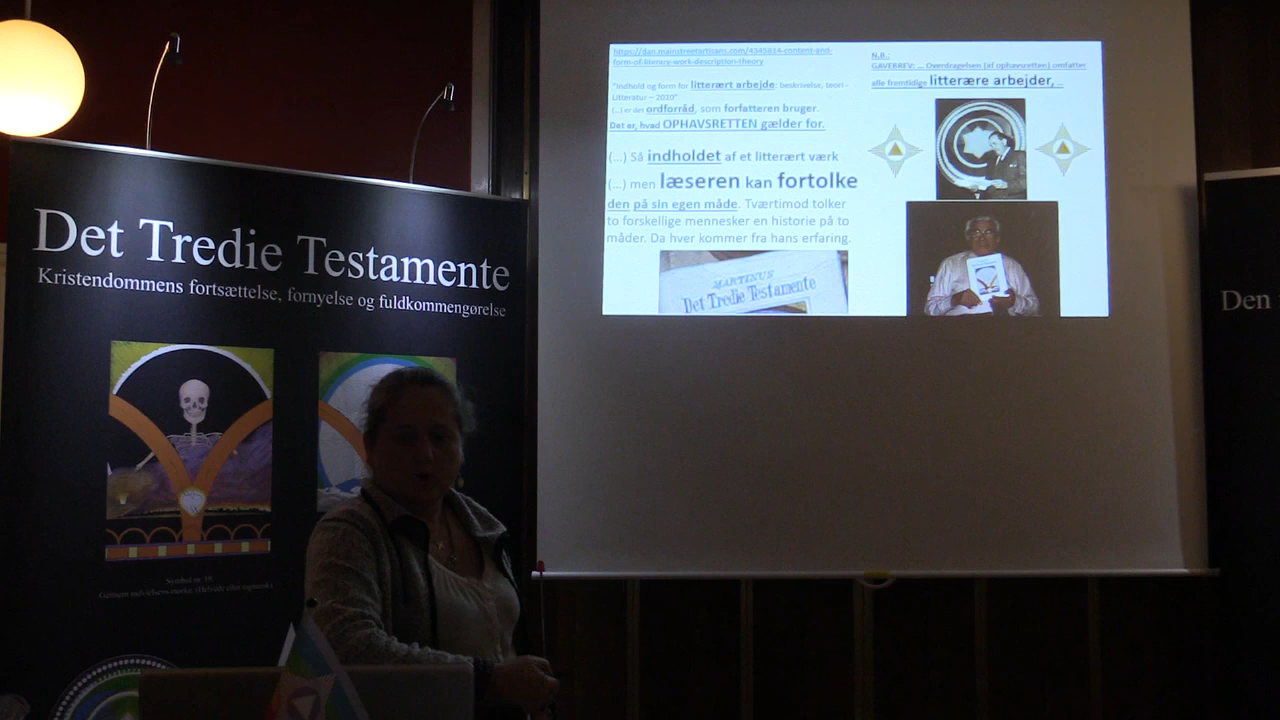 Det Tredie Testamente
Kristendommens fortsættelse, fornyelse og fuldkommengørelse
Symbol nr. 19
https://dan.mainstreetartisans.com/4345814-content-and-
form-of-literary-work-description-theory
"Indhold og form for litterært arbejde: beskrivelse, teori -
Litteratur – 2020"
(...) er det ordforråd, som forfatteren bruger.
Det er, hvad OPHAVSRETTEN gælder for.
(...) Så indholdet af et litterært værk
(...) men læseren kan fortolke
den på sin egen måde. Tværtimod tolker
to forskellige mennesker en historie på to
måder. Da hver kommer fra hans erfaring.
MARTINUS
Det Tredie Testamente
N.B.:
GAVEBREV: ... Overdragelsen [af ophavsretten] omfatter
alle fremtidige litterære arbejder, ...
Den